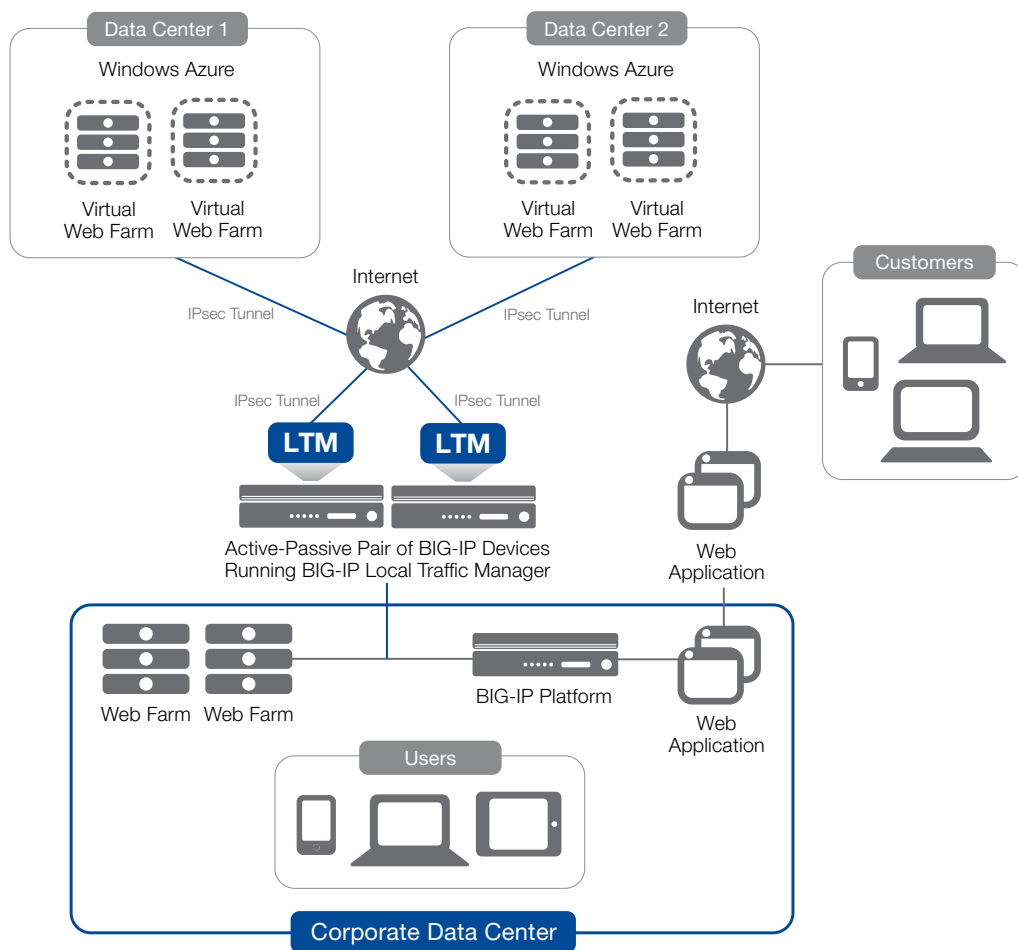 Data Center 1
Windows Azure
Virtual
Web Farm
Virtual
Web Farm
Data Center 2
Windows Azure
Virtual
Web Farm
Virtual
Web Farm
Internet
IPsec Tunnel
IPsec Tunnel
IPsec Tunnel
IPsec Tunnel
LTM
LTM
Active-Passive Pair of BIG-IP Devices
Running BIG-IP Local Traffic Manager
Customers
Internet
Web
Application
Web Farm
Web Farm
BIG-IP Platform
Web
Application
Users
Corporate Data Center